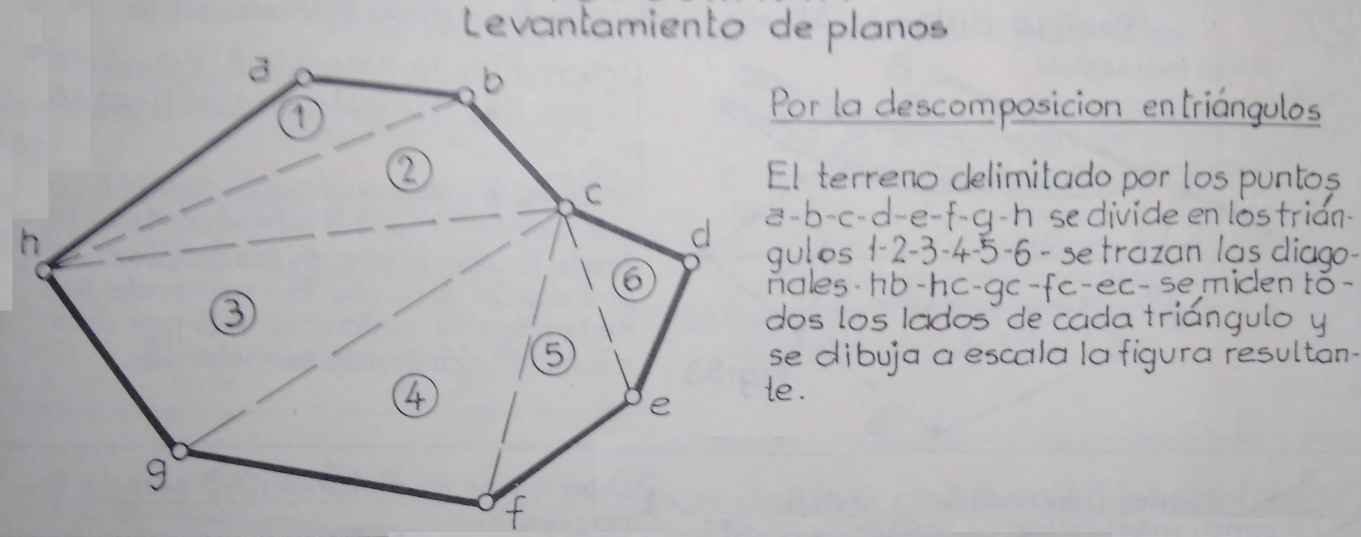 Levantamiento de planos
a
b
c
d
e
f
g
h
1
2
3
4
5
6
Por la descomposicion en triángulos
El terreno delimitado por los puntos
a-b-c-d-e-f-g-h se divide en los trián-
gulos 1-2-3-4-5-6- se trazan las diago-
nales-hb-hc-gc-fc-ec- se miden to-
dos los lados de cada triángulo y
se dibuja a escala la figura resultan-
te.